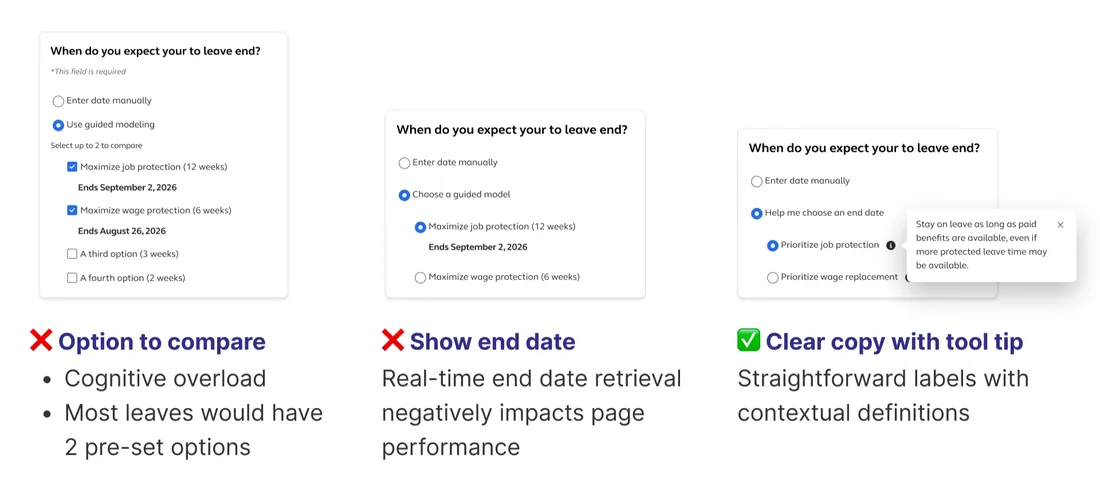 When do you expect your to leave end?
*This field is required
Enter date manually
Use guided modeling
Select up to 2 to compare
Maximize job protection (12 weeks)
Ends September 2, 2026
Maximize wage protection (6 weeks)
Ends August 26, 2026
A third option (3 weeks)
A fourth option (2 weeks)
Option to compare
Cognitive overload
Most leaves would have
2 pre-set options
When do you expect your to leave end?
Enter date manually
Choose a guided model
Maximize job protection (12 weeks)
Ends September 2, 2026
Maximize wage protection (6 weeks)
Show end date
Real-time end date retrieval
negatively impacts page
performance
When do you expect your to leave end?
Enter date manually
Help me choose an end date
Prioritize job protection
Prioritize wage replacement
Stay on leave as long as paid
benefits are available, even if
more protected leave time may
be available.
Clear copy with tool tip
Straightforward labels with
contextual definitions